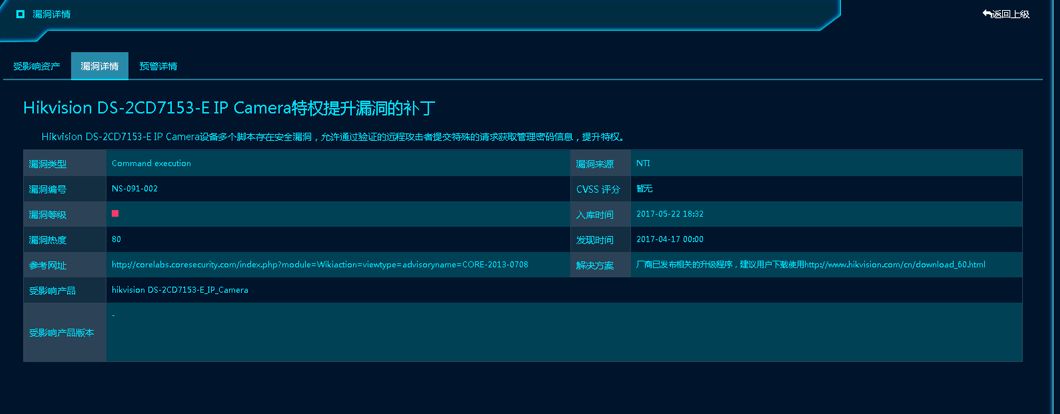 漏洞详情
返回上级
受影响资产 漏洞详情 预警详情
Hikvision DS-2CD7153-E IP Camera特权提升漏洞的补丁
Hikvision DS-2CD7153-E IP Camera设备多个脚本存在安全漏洞，允许通过验证的远程攻击者提交特殊的请求获取管理密码信息，提升特权。
漏洞类型 Command execution 漏洞来源 NTI
漏洞编号 NS-091-002 CVSS 评分 暂无
漏洞等级 入库时间 2017-05-22 18:32
漏洞热度 80 发现时间 2017-04-17 00:00
参考网址 http://corelabs.coresecurity.com/index.php?module=Wikiaction=viewtype=advisoryname=CORE-2013-0708 解决方案 厂商已发布相关的升级程序，建议用户下载使用http://www.hikvision.com/cn/download_60.html
受影响产品 hikvision DS-2CD7153-E_IP_Camera
受影响产品版本 -